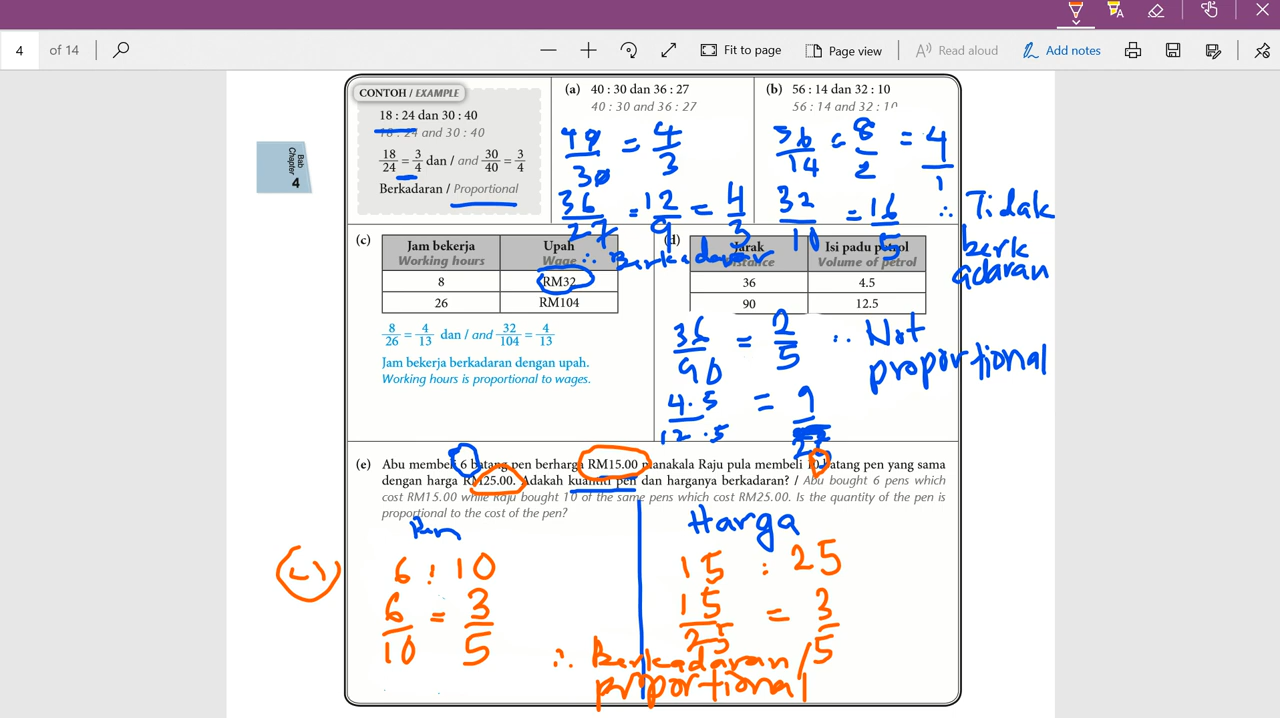 4 of 14
Fit to page
Page view
Read aloud
Add notes
Bab
Chapter
4
CONTOH / EXAMPLE
18 : 24 dan 30 : 40
18 : 24 and 30 : 40
18/24 = 3/4 dan / and 30/40 = 3/4
Berkadaran / Proportional
(a) 40 : 30 dan 36 : 27
40 : 30 and 36 : 27
40/30 = 4/3
36/27 = 12/9 = 4/3
∴ Berkadaran
(b) 56 : 14 dan 32 : 10
56 : 14 and 32 : 10
56/14 = 8/2 = 4/1
32/10 = 16/5
∴ Tidak
berk
adaran
(c)
Jam bekerja Upah
Working hours Wage
8 RM32
26 RM104
8/26 = 4/13 dan / and 32/104 = 4/13
Jam bekerja berkadaran dengan upah.
Working hours is proportional to wages.
(d)
Jarak Isi padu petrol
Distance Volume of petrol
36 4.5
90 12.5
36/90 = 2/5 ∴ Not
proportional
4.5/12.5 = 9/25
(e) Abu membeli 6 batang pen berharga RM15.00 manakala Raju pula membeli 10 batang pen yang sama
dengan harga RM25.00. Adakah kuantiti pen dan harganya berkadaran? / Abu bought 6 pens which
cost RM15.00 while Raju bought 10 of the same pens which cost RM25.00. Is the quantity of the pen is
proportional to the cost of the pen?
Pen
6 : 10
6/10 = 3/5
Harga
15 : 25
15/25 = 3/5
∴ Berkadaran /
proportional